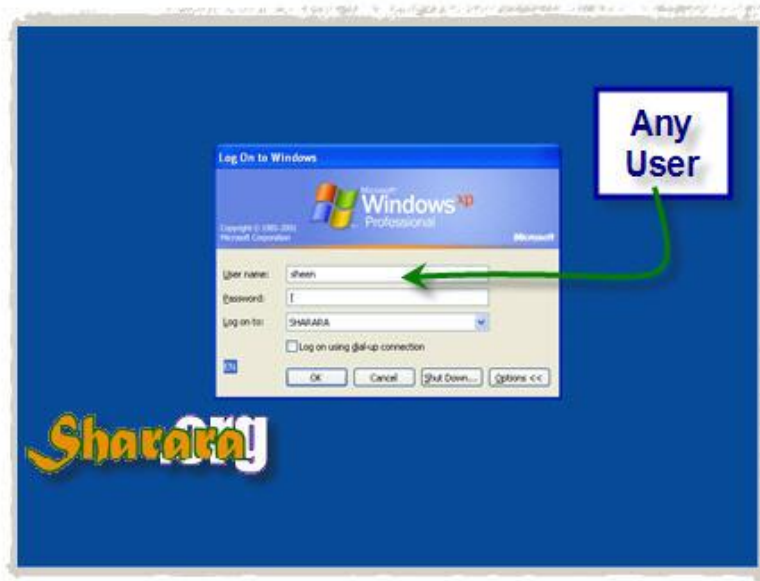 Any
User
Log On to Windows
Microsoft
Windows xp
Professional
Copyright © 1985-2001
Microsoft Corporation
Microsoft
User name: sheen
Password:
Log on to: SHARARA
Log on using dial-up connection
EN
OK Cancel Shut Down... Options <<
Sharara.org